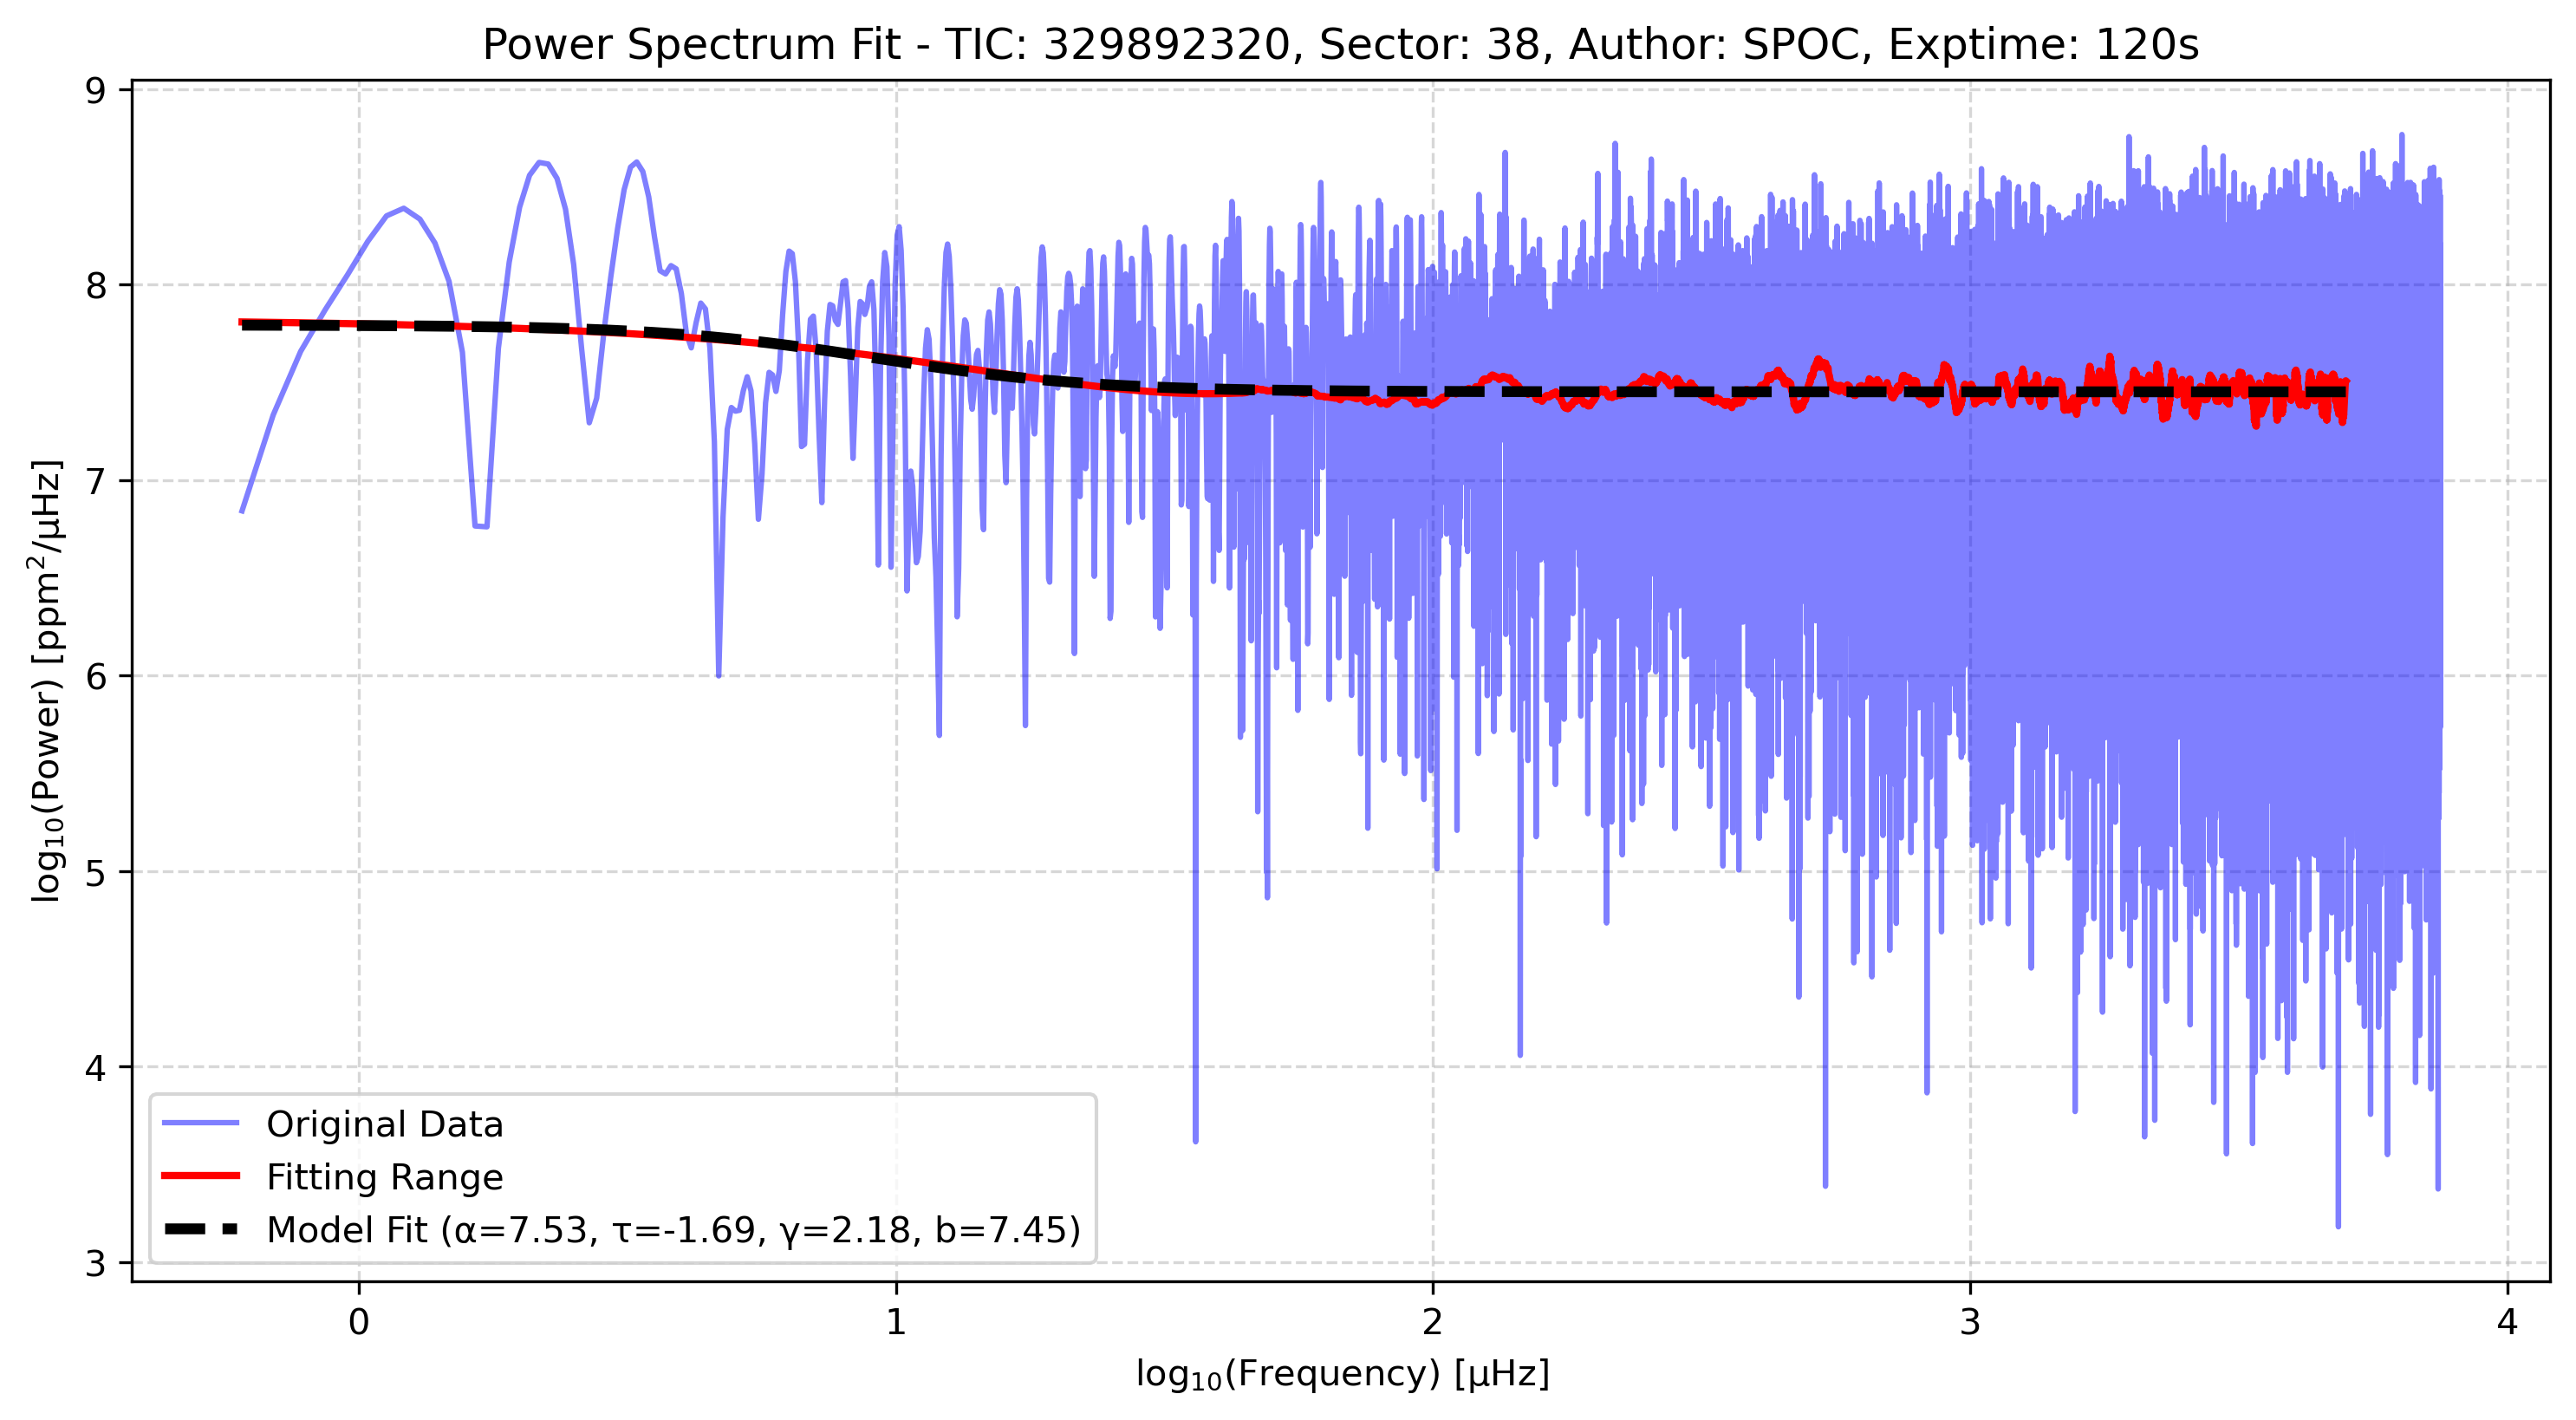 Power Spectrum Fit - TIC: 329892320, Sector: 38, Author: SPOC, Exptime: 120s
log₁₀(Power) [ppm²/μHz]
9
8
7
6
5
4
3
Original Data
Fitting Range
Model Fit (α=7.53, τ=-1.69, γ=2.18, b=7.45)
0 1 2 3 4
log₁₀(Frequency) [μHz]